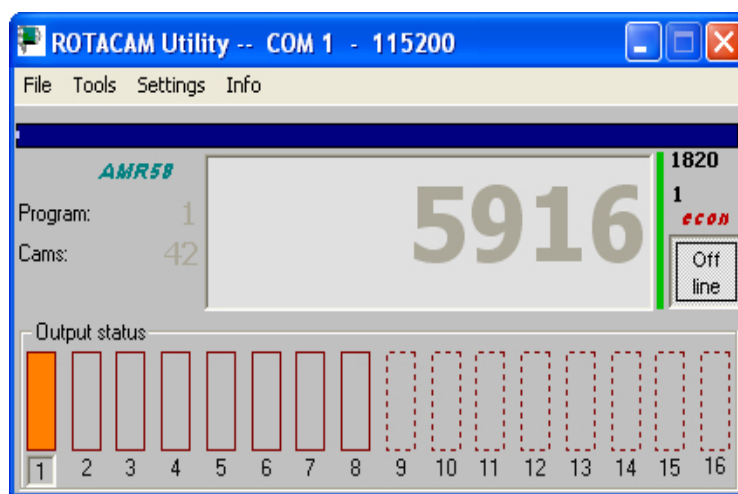 ROTACAM Utility -- COM 1 - 115200
File Tools Settings Info
AMR58
Program: 1
Cams: 42
5916
1820
1
econ
Off
line
Output status
1 2 3 4 5 6 7 8 9 10 11 12 13 14 15 16